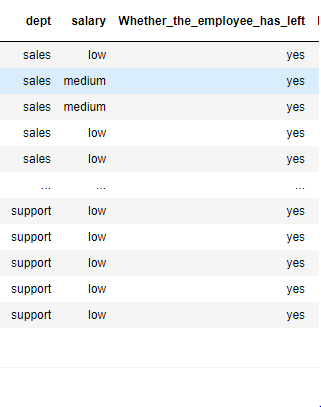 dept salary Whether_the_employee_has_left
sales low yes
sales medium yes
sales medium yes
sales low yes
sales low yes
... ... ...
support low yes
support low yes
support low yes
support low yes
support low yes